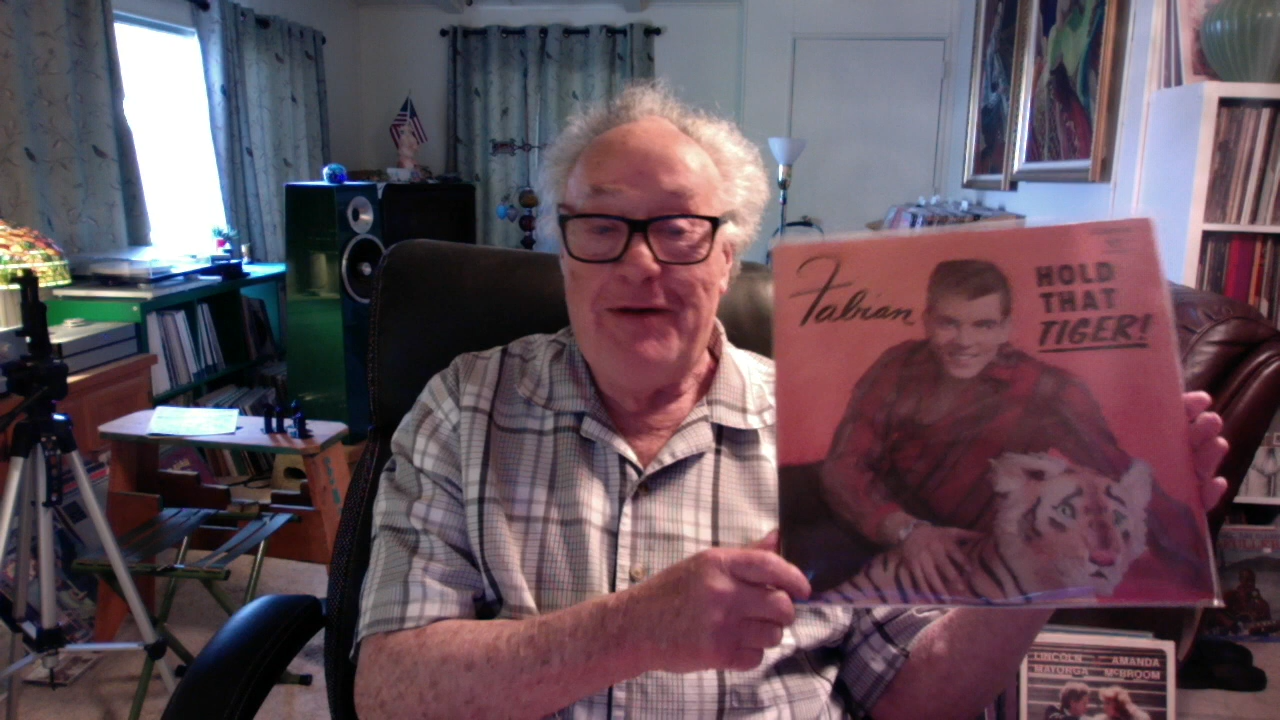 Fabian
HOLD
THAT
TIGER!
LINCOLN AMANDA
MAYORGA McBROOM